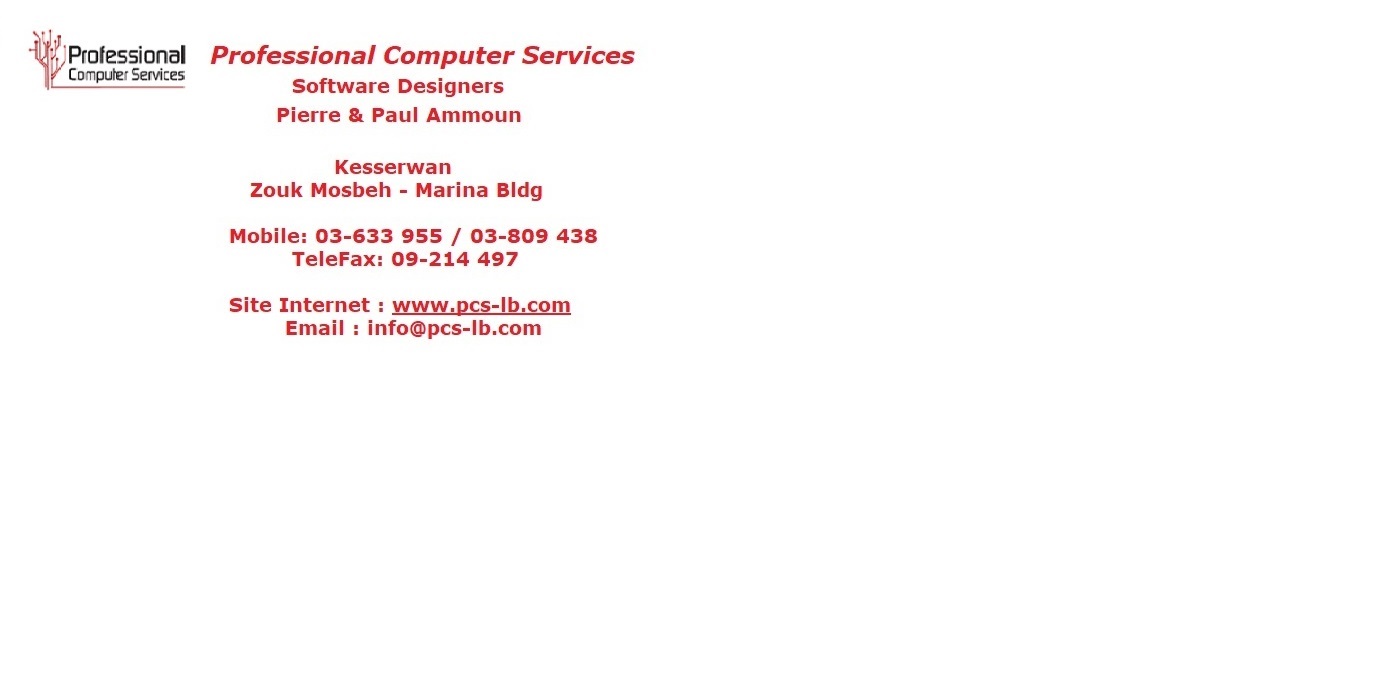 Professional
Computer Services
Professional Computer Services
Software Designers
Pierre & Paul Ammoun
Kesserwan
Zouk Mosbeh - Marina Bldg
Mobile: 03-633 955 / 03-809 438
TeleFax: 09-214 497
Site Internet : www.pcs-lb.com
Email : info@pcs-lb.com